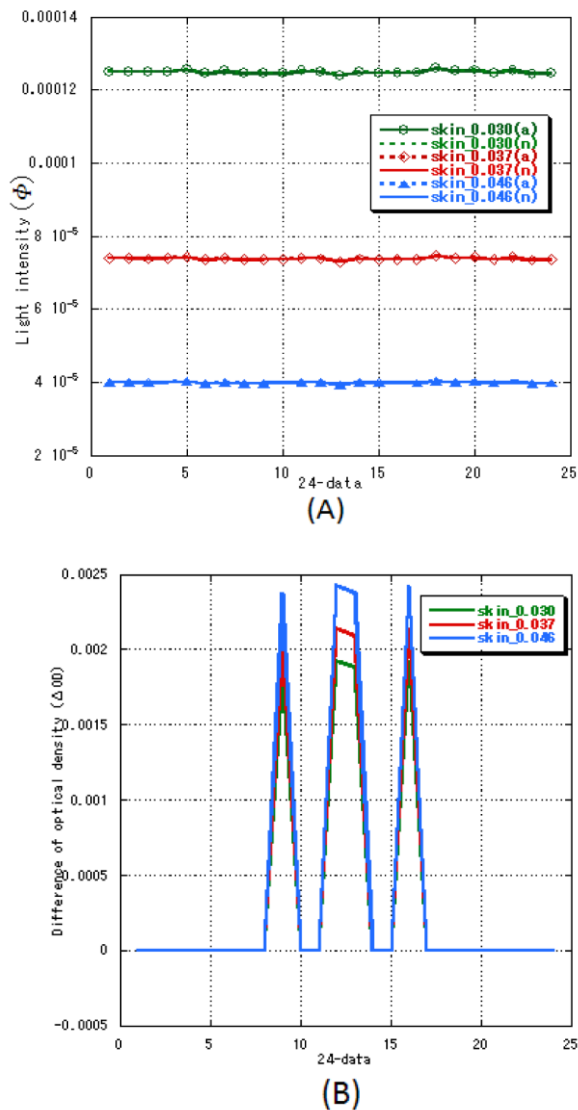 0.00014
0.00012
0.0001
8 10⁻⁵
6 10⁻⁵
4 10⁻⁵
2 10⁻⁵
Light intensity(Φ)
skin_0.030(a)
skin_0.030(n)
skin_0.037(a)
skin_0.037(n)
skin_0.046(a)
skin_0.046(n)
0 5 10 15 20 25
24-data
(A)
0.0025
0.002
0.0015
0.001
0.0005
0
-0.0005
Difference of optical density (ΔOD)
skin_0.030
skin_0.037
skin_0.046
0 5 10 15 20 25
24-data
(B)